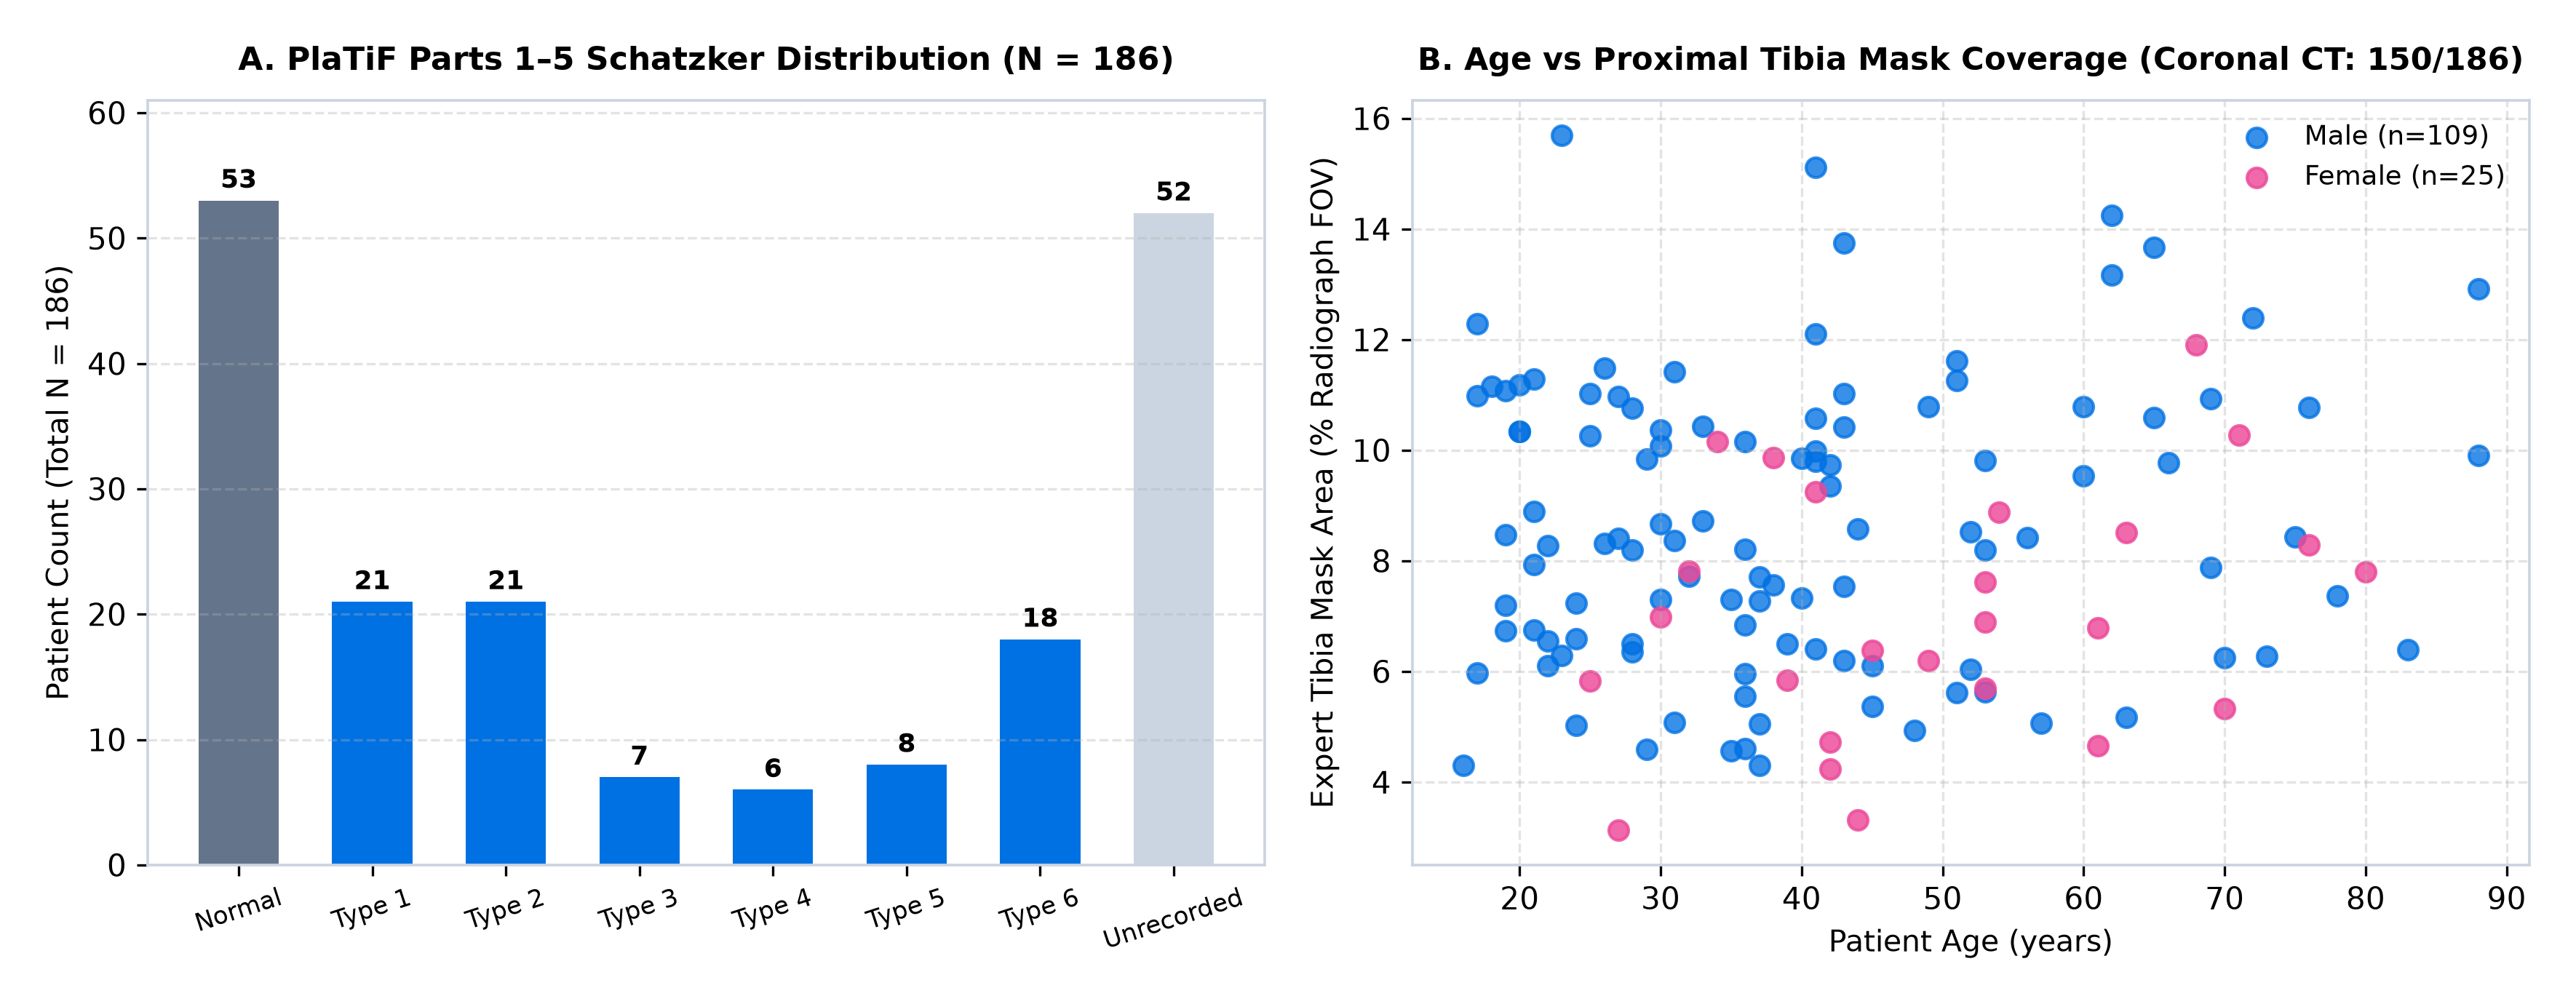 A. PlaTiF Parts 1–5 Schatzker Distribution (N = 186)
Patient Count (Total N = 186)
60
50
40
30
20
10
0
53
21
21
7
6
8
18
52
Normal
Type 1
Type 2
Type 3
Type 4
Type 5
Type 6
Unrecorded
B. Age vs Proximal Tibia Mask Coverage (Coronal CT: 150/186)
Expert Tibia Mask Area (% Radiograph FOV)
16
14
12
10
8
6
4
Male (n=109)
Female (n=25)
20 30 40 50 60 70 80 90
Patient Age (years)